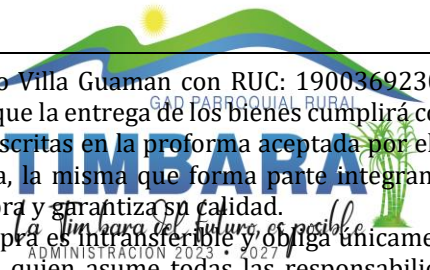 o Villa Guaman con RUC: 1900369236
GAD PARROQUIAL RURAL
que la entrega de los bienes cumplirá co
scritas en la proforma aceptada por el
TIMBARA
a, la misma que forma parte integran
ra y garantiza su calidad.
La Timbara del futuro, es posible
pra es intransferible y obliga únicame
ADMINISTRACIÓN 2023 • 2027
quien asume todas las responsabilid